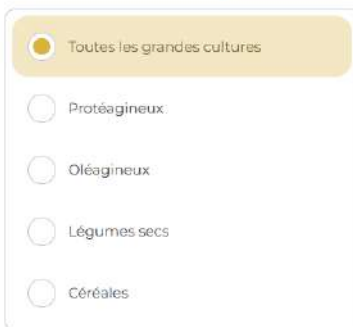 Toutes les grandes cultures
Protéagineux
Oléagineux
Légumes secs
Céréales